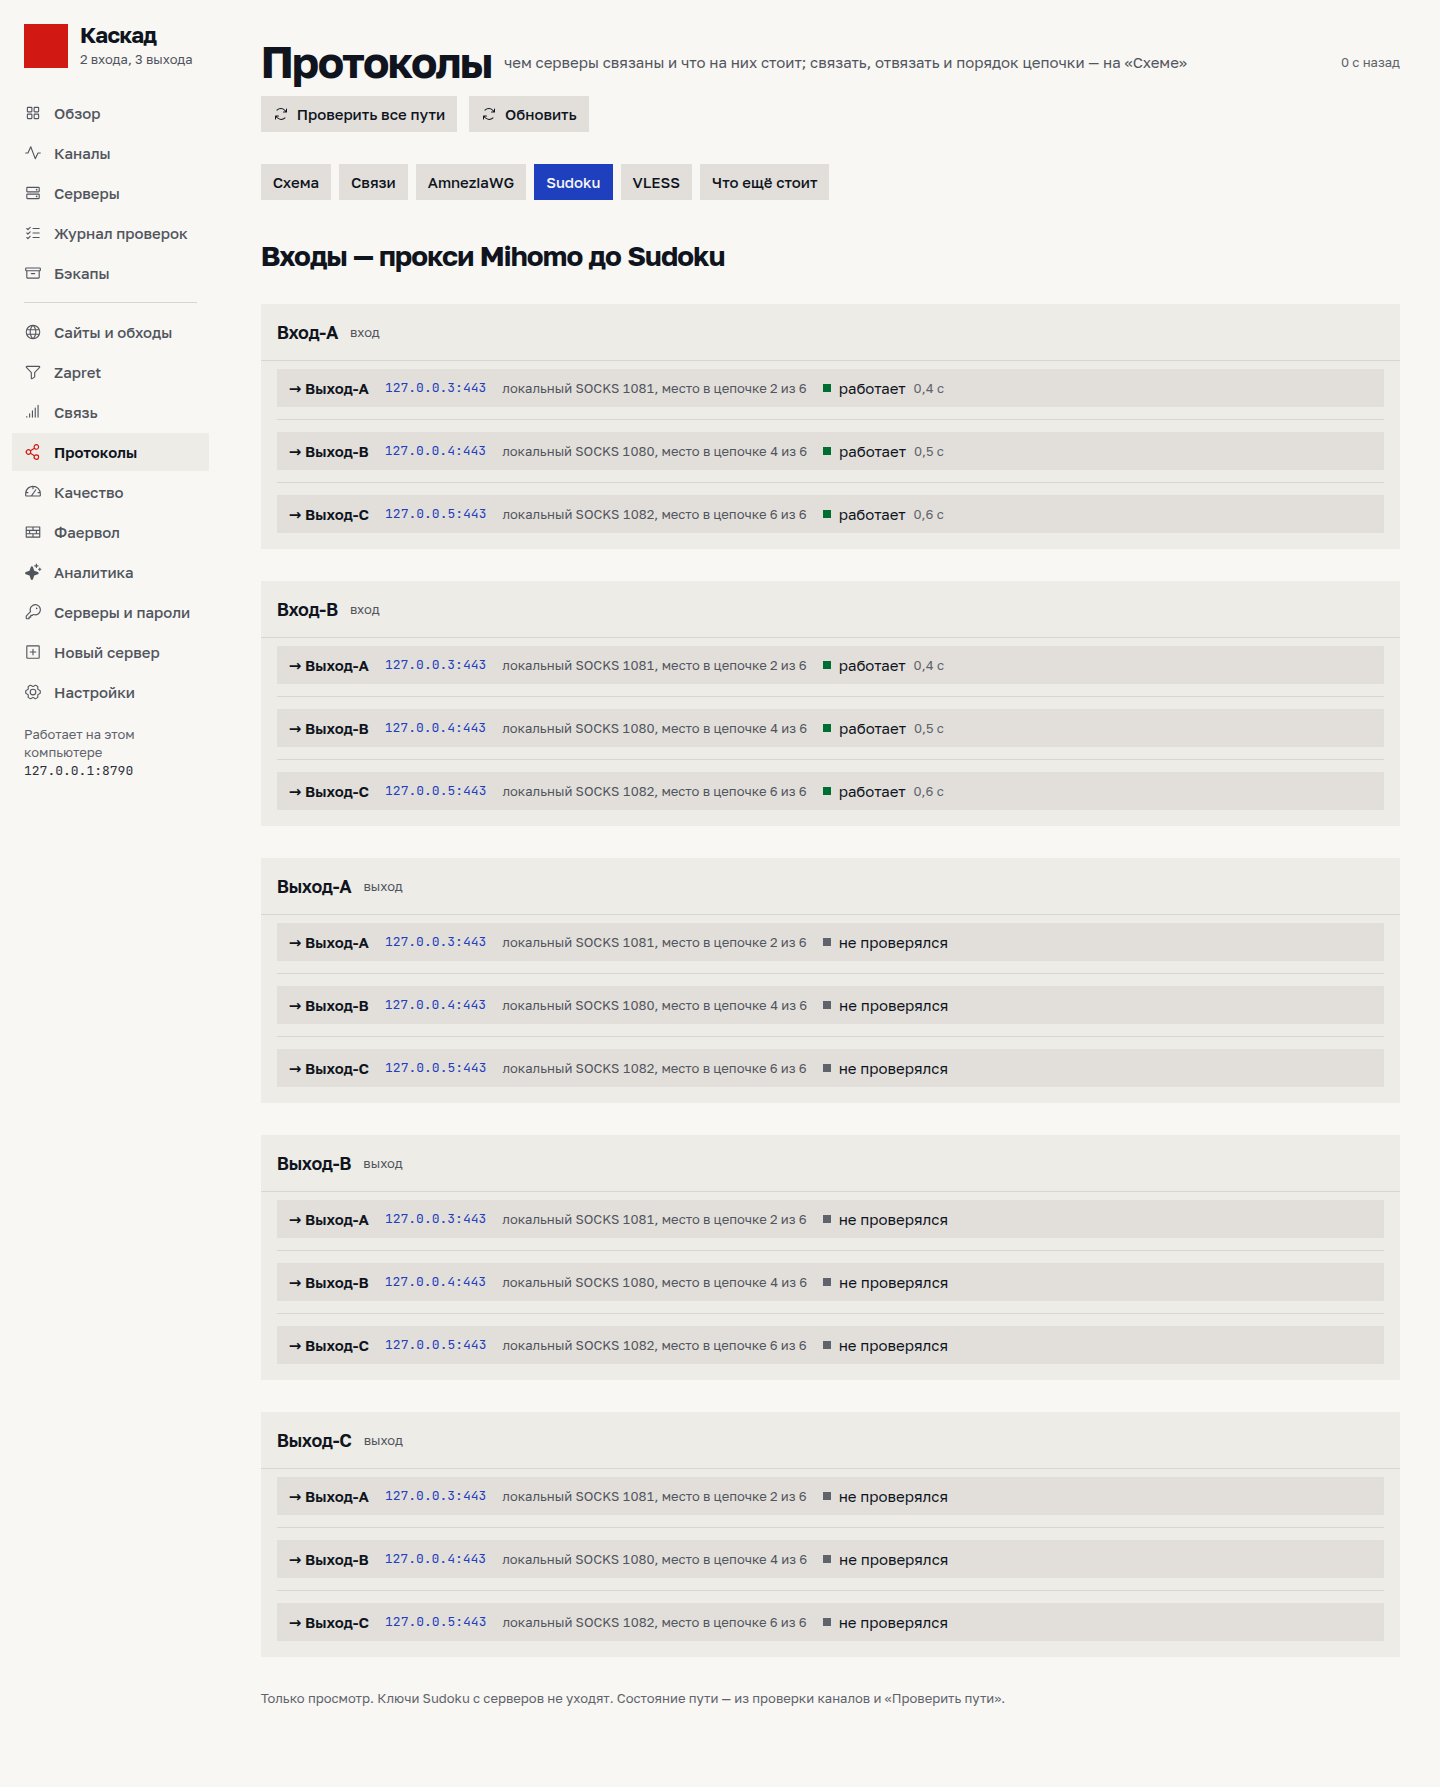 Каскад
2 входа, 3 выхода
Обзор
Каналы
Серверы
Журнал проверок
Бэкапы
Сайты и обходы
Zapret
Связь
Протоколы
Качество
Фаервол
Аналитика
Серверы и пароли
Новый сервер
Настройки
Работает на этом
компьютере
127.0.0.1:8790
Протоколы чем серверы связаны и что на них стоит; связать, отвязать и порядок цепочки — на «Схеме» 0 с назад
Проверить все пути Обновить
Схема Связи AmneziaWG Sudoku VLESS Что ещё стоит
Входы — прокси Mihomo до Sudoku
Вход-A вход
→ Выход-A 127.0.0.3:443 локальный SOCKS 1081, место в цепочке 2 из 6 работает 0,4 с
→ Выход-B 127.0.0.4:443 локальный SOCKS 1080, место в цепочке 4 из 6 работает 0,5 с
→ Выход-C 127.0.0.5:443 локальный SOCKS 1082, место в цепочке 6 из 6 работает 0,6 с
Вход-B вход
→ Выход-A 127.0.0.3:443 локальный SOCKS 1081, место в цепочке 2 из 6 работает 0,4 с
→ Выход-B 127.0.0.4:443 локальный SOCKS 1080, место в цепочке 4 из 6 работает 0,5 с
→ Выход-C 127.0.0.5:443 локальный SOCKS 1082, место в цепочке 6 из 6 работает 0,6 с
Выход-A выход
→ Выход-A 127.0.0.3:443 локальный SOCKS 1081, место в цепочке 2 из 6 не проверялся
→ Выход-B 127.0.0.4:443 локальный SOCKS 1080, место в цепочке 4 из 6 не проверялся
→ Выход-C 127.0.0.5:443 локальный SOCKS 1082, место в цепочке 6 из 6 не проверялся
Выход-B выход
→ Выход-A 127.0.0.3:443 локальный SOCKS 1081, место в цепочке 2 из 6 не проверялся
→ Выход-B 127.0.0.4:443 локальный SOCKS 1080, место в цепочке 4 из 6 не проверялся
→ Выход-C 127.0.0.5:443 локальный SOCKS 1082, место в цепочке 6 из 6 не проверялся
Выход-C выход
→ Выход-A 127.0.0.3:443 локальный SOCKS 1081, место в цепочке 2 из 6 не проверялся
→ Выход-B 127.0.0.4:443 локальный SOCKS 1080, место в цепочке 4 из 6 не проверялся
→ Выход-C 127.0.0.5:443 локальный SOCKS 1082, место в цепочке 6 из 6 не проверялся
Только просмотр. Ключи Sudoku с серверов не уходят. Состояние пути — из проверки каналов и «Проверить пути».